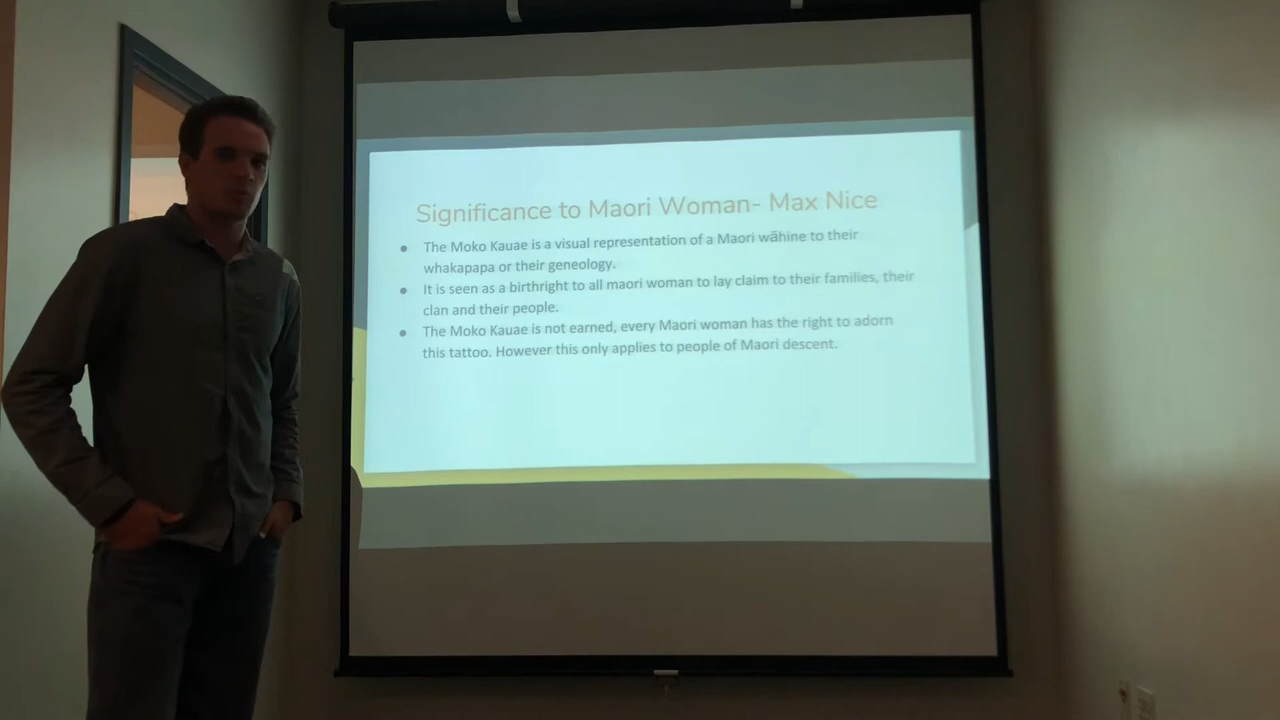 Significance to Maori Woman- Max Nice
● The Moko Kauae is a visual representation of a Maori wāhine to their
whakapapa or their geneology.
● It is seen as a birthright to all maori woman to lay claim to their families, their
clan and their people.
● The Moko Kauae is not earned, every Maori woman has the right to adorn
this tattoo. However this only applies to people of Maori descent.